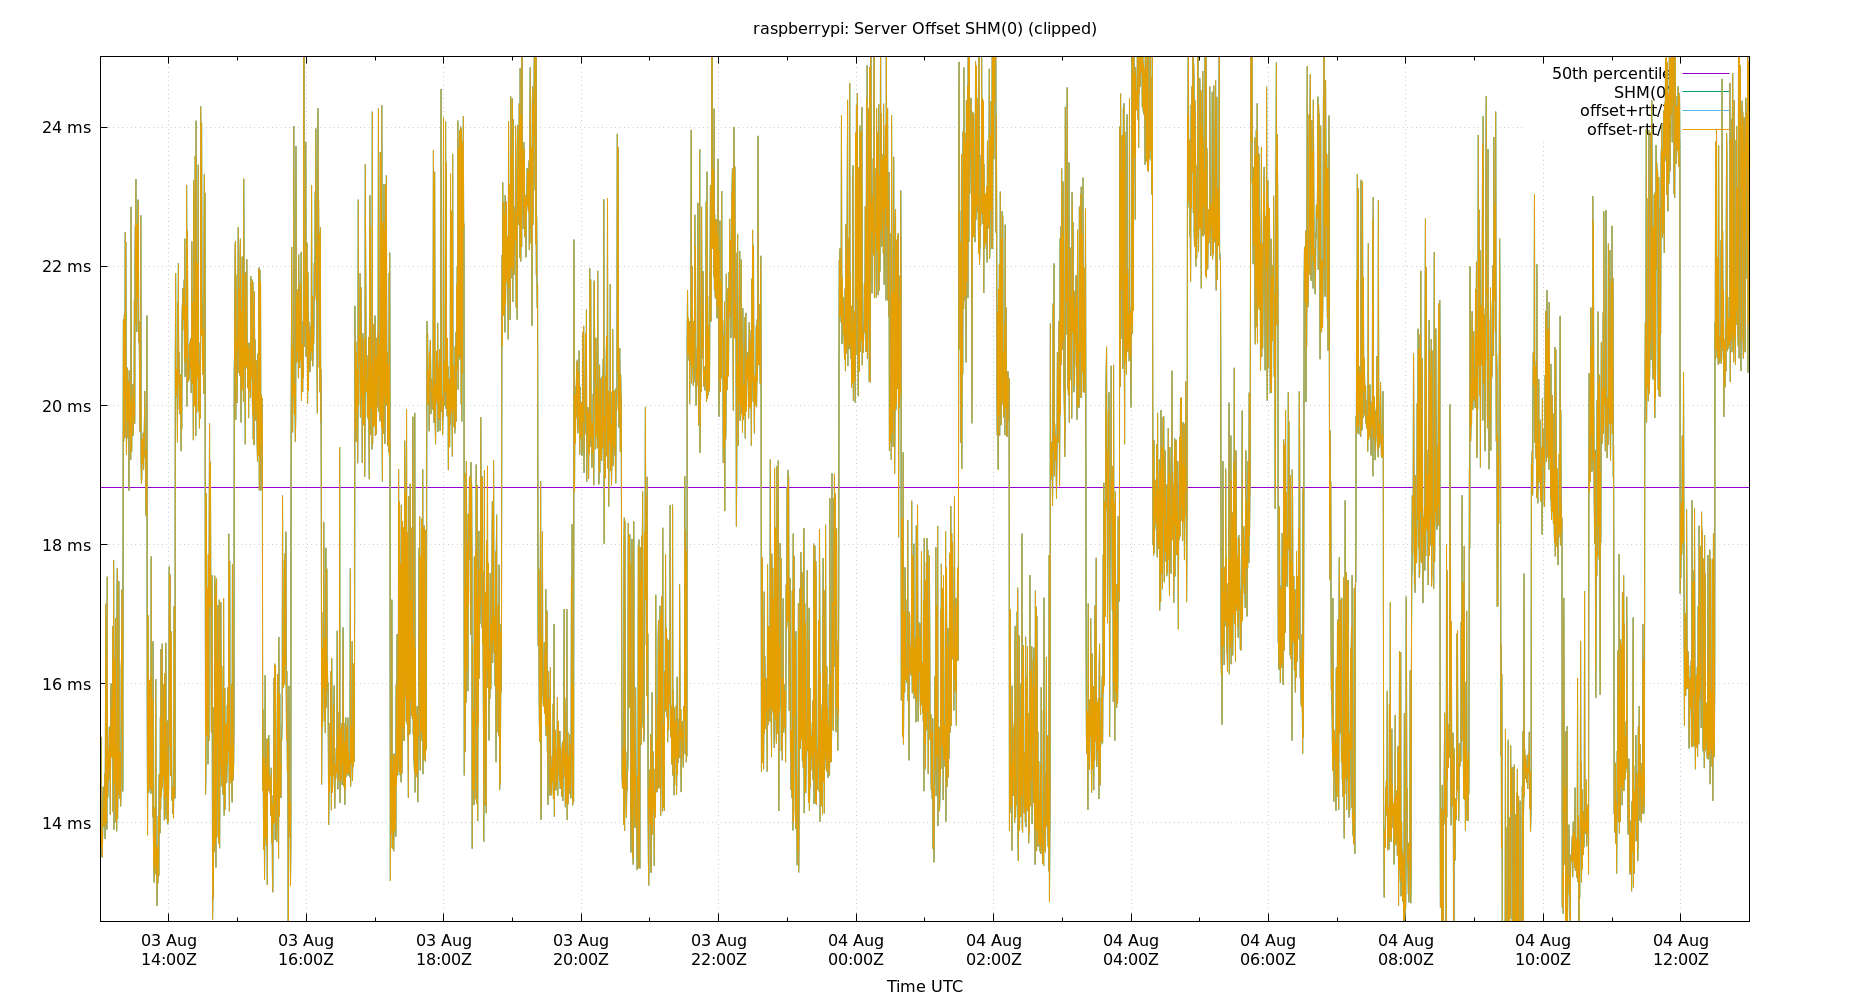 raspberrypi: Server Offset SHM(0) (clipped)
50th percentile
SHM(0)
offset+rtt/
offset-rtt/
24 ms
22 ms
20 ms
18 ms
16 ms
14 ms
03 Aug 03 Aug 03 Aug 03 Aug 03 Aug 04 Aug 04 Aug 04 Aug 04 Aug 04 Aug 04 Aug 04 Aug
14:00Z 16:00Z 18:00Z 20:00Z 22:00Z 00:00Z 02:00Z 04:00Z 06:00Z 08:00Z 10:00Z 12:00Z
Time UTC